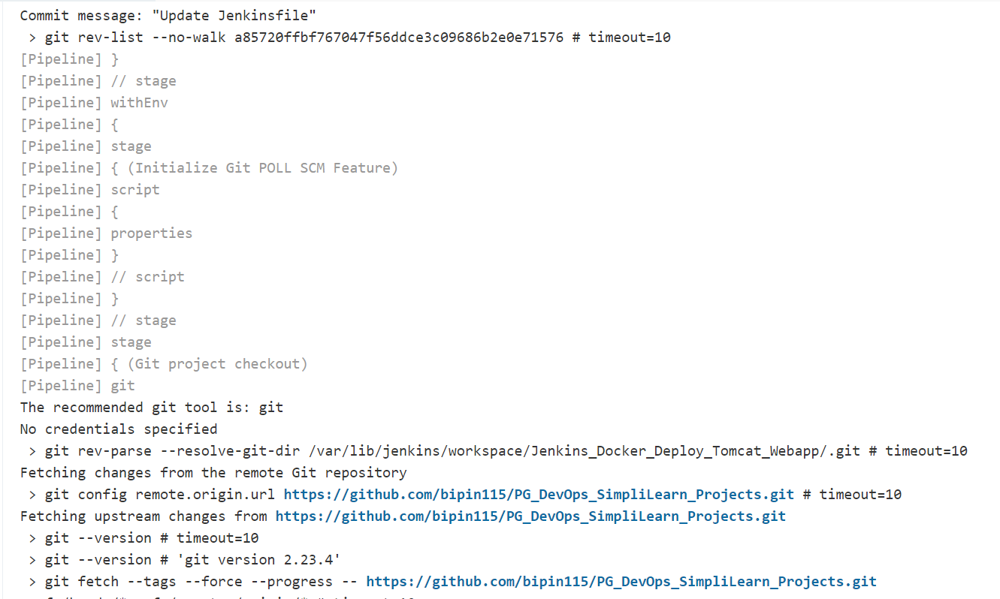 Commit message: "Update Jenkinsfile"
> git rev-list --no-walk a85720ffbf767047f56ddce3c09686b2e0e71576 # timeout=10
[Pipeline] }
[Pipeline] // stage
[Pipeline] withEnv
[Pipeline] {
[Pipeline] stage
[Pipeline] { (Initialize Git POLL SCM Feature)
[Pipeline] script
[Pipeline] {
[Pipeline] properties
[Pipeline] }
[Pipeline] // script
[Pipeline] }
[Pipeline] // stage
[Pipeline] stage
[Pipeline] { (Git project checkout)
[Pipeline] git
The recommended git tool is: git
No credentials specified
> git rev-parse --resolve-git-dir /var/lib/jenkins/workspace/Jenkins_Docker_Deploy_Tomcat_Webapp/.git # timeout=10
Fetching changes from the remote Git repository
> git config remote.origin.url https://github.com/bipin115/PG_DevOps_SimpliLearn_Projects.git # timeout=10
Fetching upstream changes from https://github.com/bipin115/PG_DevOps_SimpliLearn_Projects.git
> git --version # timeout=10
> git --version # 'git version 2.23.4'
> git fetch --tags --force --progress -- https://github.com/bipin115/PG_DevOps_SimpliLearn_Projects.git